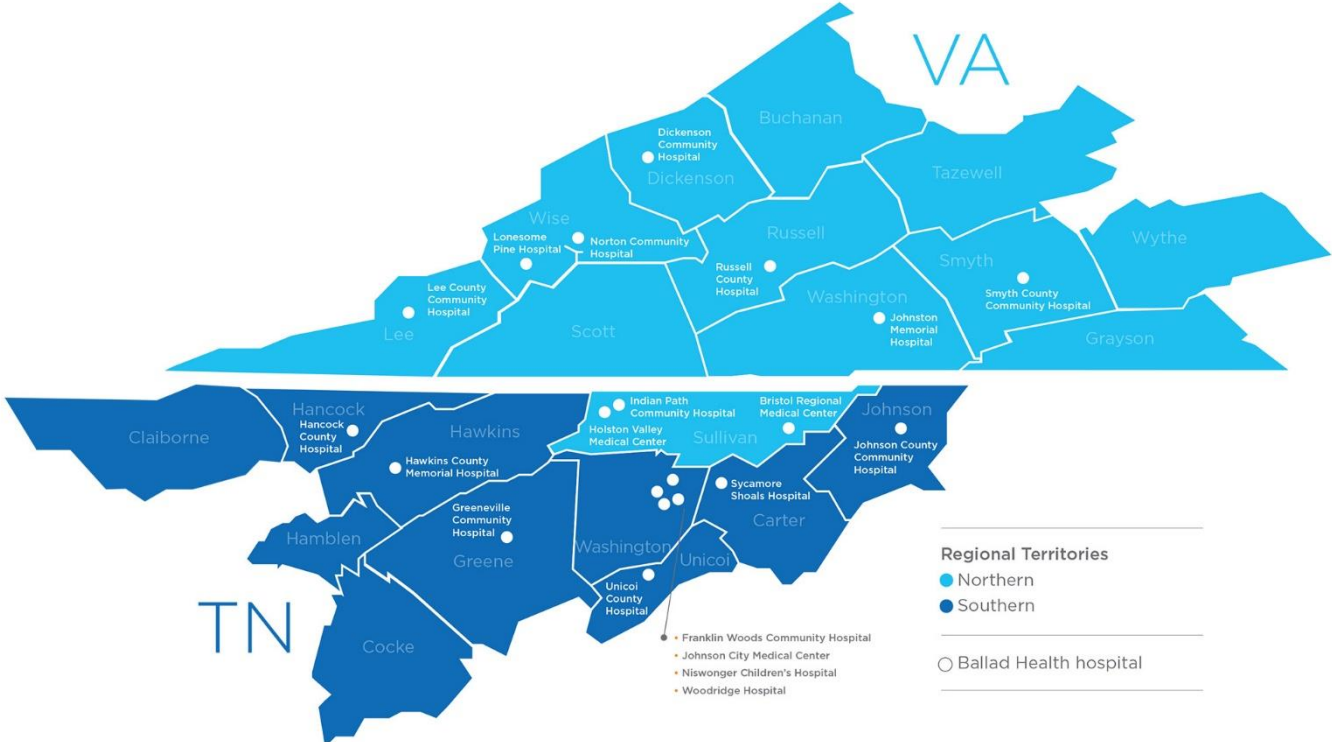 VA
Buchanan
Dickenson
Community
Hospital
Dickenson
Tazewell
Wise
Lonesome
Pine Hospital
Norton Community
Hospital
Russell
Russell
County
Hospital
Wythe
Smyth
Smyth County
Community Hospital
Washington
Johnston
Memorial
Hospital
Lee County
Community
Hospital
Lee
Scott
Grayson
Claiborne
Hancock
Hancock
County
Hospital
Hawkins
Hawkins County
Memorial Hospital
Indian Path
Community Hospital
Holston Valley
Medical Center
Bristol Regional
Medical Center
Sullivan
Johnson
Johnson County
Community
Hospital
Sycamore
Shoals Hospital
Carter
Greeneville
Community
Hospital
Greene
Hamblen
Washington
Unicoi
Unicoi
County
Hospital
TN
Cocke
• Franklin Woods Community Hospital
• Johnson City Medical Center
• Niswonger Children's Hospital
• Woodridge Hospital
Regional Territories
Northern
Southern
Ballad Health hospital